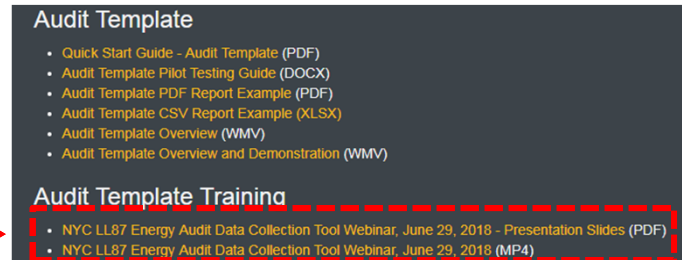 Audit Template
Quick Start Guide - Audit Template (PDF)
Audit Template Pilot Testing Guide (DOCX)
Audit Template PDF Report Example (PDF)
Audit Template CSV Report Example (XLSX)
Audit Template Overview (WMV)
Audit Template Overview and Demonstration (WMV)
Audit Template Training
NYC LL87 Energy Audit Data Collection Tool Webinar, June 29, 2018 - Presentation Slides (PDF)
NYC LL87 Energy Audit Data Collection Tool Webinar, June 29, 2018 (MP4)